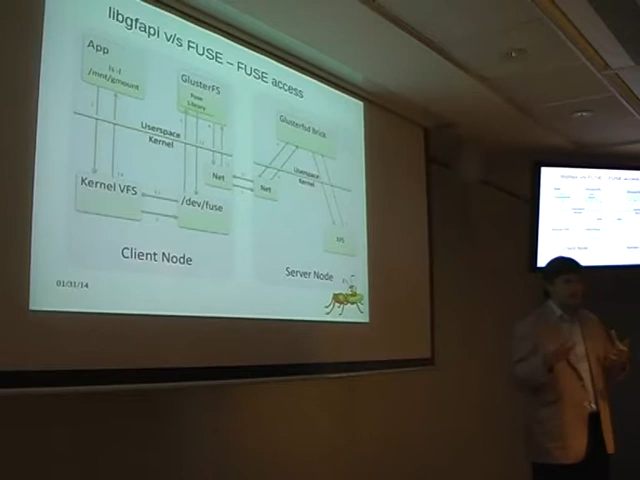 libgfapi v/s FUSE – FUSE access
App
ls -l
/mnt/gmount
GlusterFS
Fuse
Library
Glusterfsd Brick
Userspace
Kernel
Userspace
Kernel
Net
Net
Kernel VFS
/dev/fuse
XFS
Client Node
Server Node
01/31/14